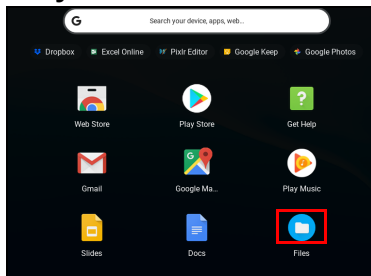 Search your device, apps, web...
Dropbox Excel Online Pixlr Editor Google Keep Google Photos
Web Store Play Store Get Help
Gmail Google Ma... Play Music
Slides Docs Files